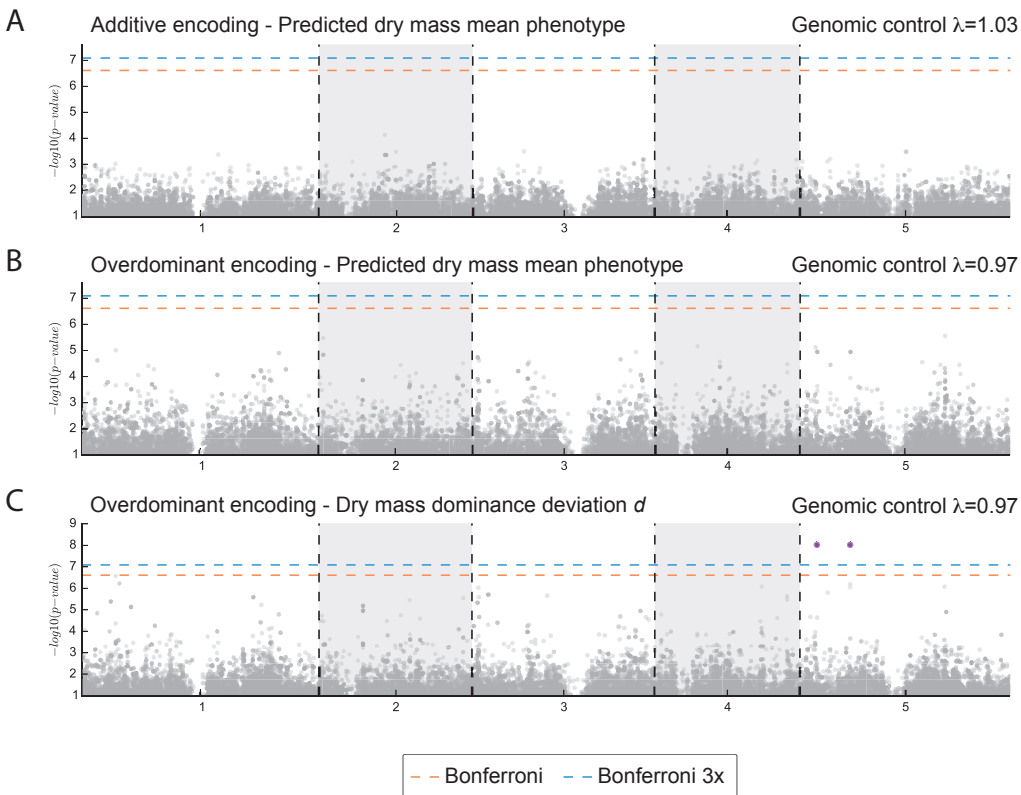 A
Additive encoding - Predicted dry mass mean phenotype
Genomic control λ=1.03
7
6
5
4
3
2
1
−log10(p−value)
1 2 3 4 5
B
Overdominant encoding - Predicted dry mass mean phenotype
Genomic control λ=0.97
7
6
5
4
3
2
1
−log10(p−value)
1 2 3 4 5
C
Overdominant encoding - Dry mass dominance deviation d
Genomic control λ=0.97
9
8
7
6
5
4
3
2
1
−log10(p−value)
1 2 3 4 5
Bonferroni Bonferroni 3x